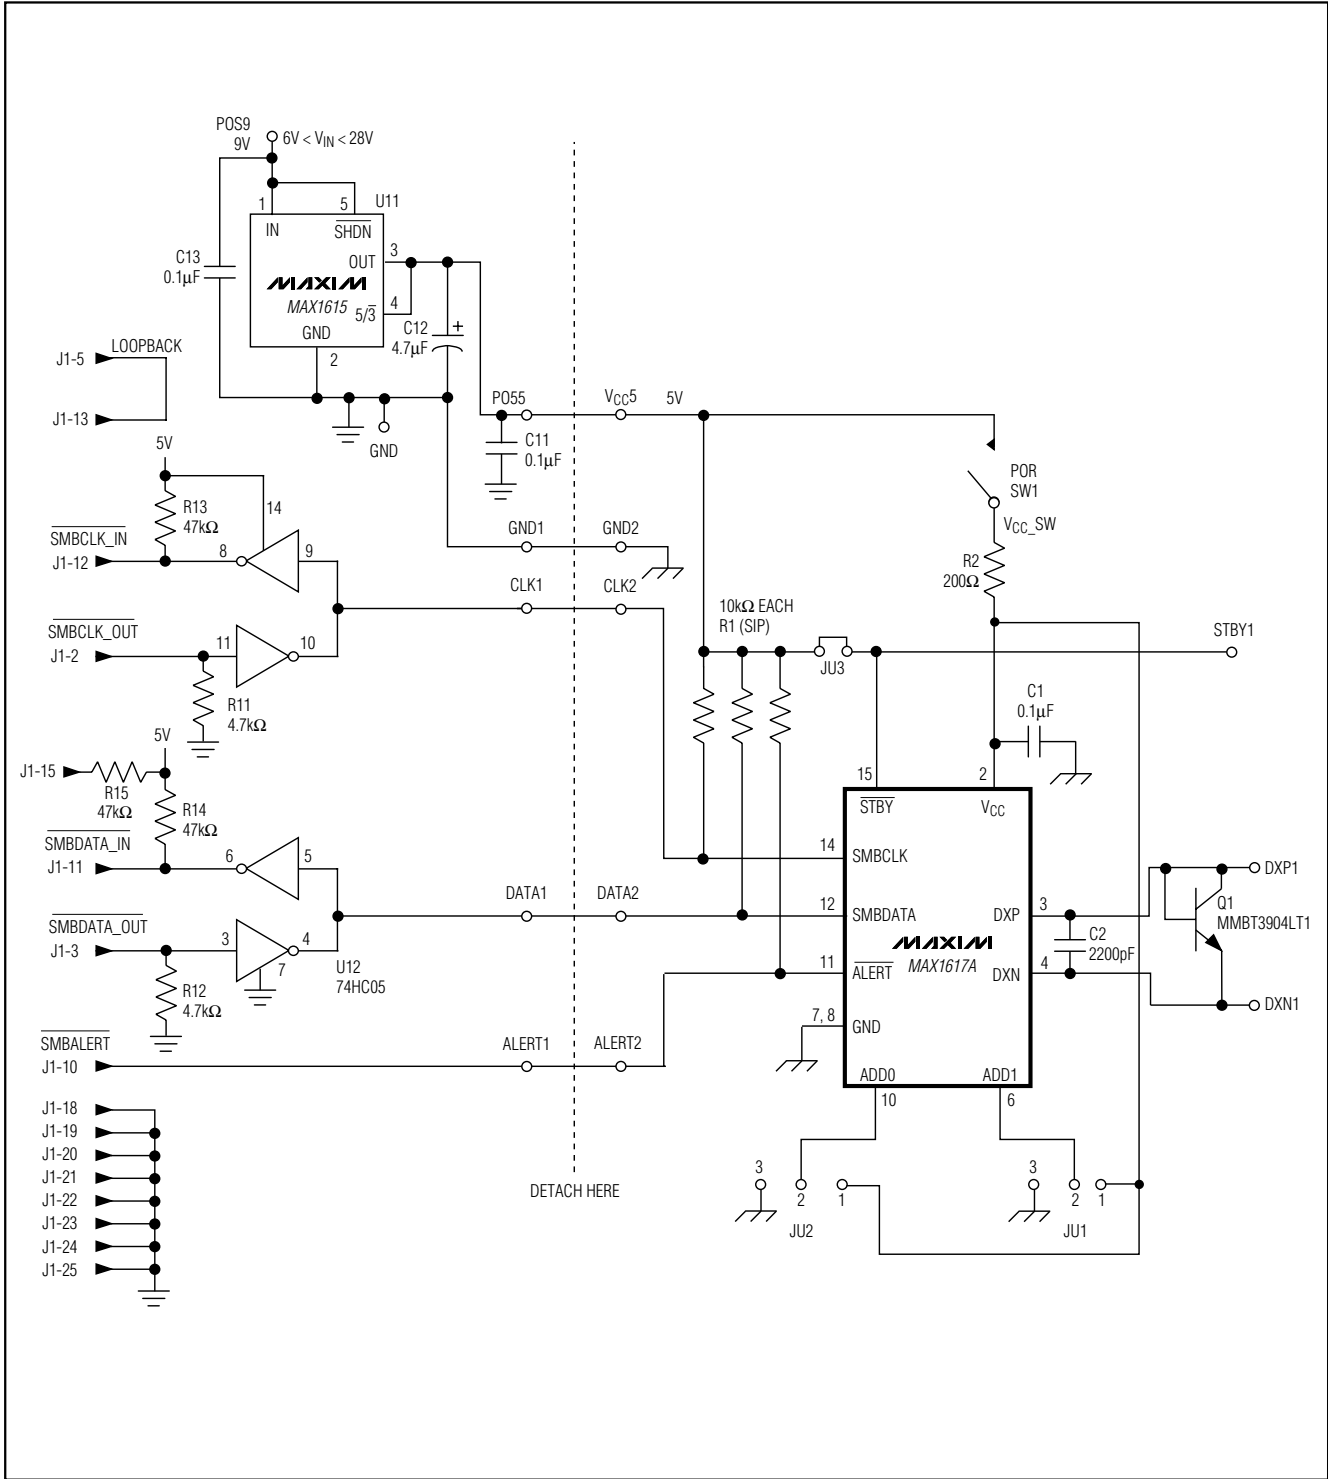 POS9
9V
6V < VIN < 28V
1
5
U11
IN
SHDN
3
OUT
C13
0.1µF
MAXIM
MAX1615
5/3
4
GND
2
C12
4.7µF
+
J1-5
LOOPBACK
J1-13
GND
PO55
VCC5
5V
C11
0.1µF
POR
SW1
VCC_SW
R2
200Ω
5V
R13
47kΩ
14
SMBCLK_IN
J1-12
8
9
GND1
GND2
CLK1
CLK2
SMBCLK_OUT
J1-2
11
10
R11
4.7kΩ
10kΩ EACH
R1 (SIP)
JU3
STBY1
C1
0.1µF
5V
J1-15
R15
47kΩ
R14
47kΩ
SMBDATA_IN
J1-11
6
5
15
2
STBY
VCC
14
SMBCLK
DATA1
DATA2
12
SMBDATA
DXP
3
MAXIM
MAX1617A
C2
2200pF
DXP1
Q1
MMBT3904LT1
SMBDATA_OUT
J1-3
3
4
7
U12
74HC05
R12
4.7kΩ
11
ALERT
DXN
4
DXN1
7, 8
GND
SMBALERT
J1-10
ALERT1
ALERT2
ADD0
ADD1
10
6
J1-18
J1-19
J1-20
J1-21
J1-22
J1-23
J1-24
J1-25
DETACH HERE
3
2
1
JU2
3
2
1
JU1